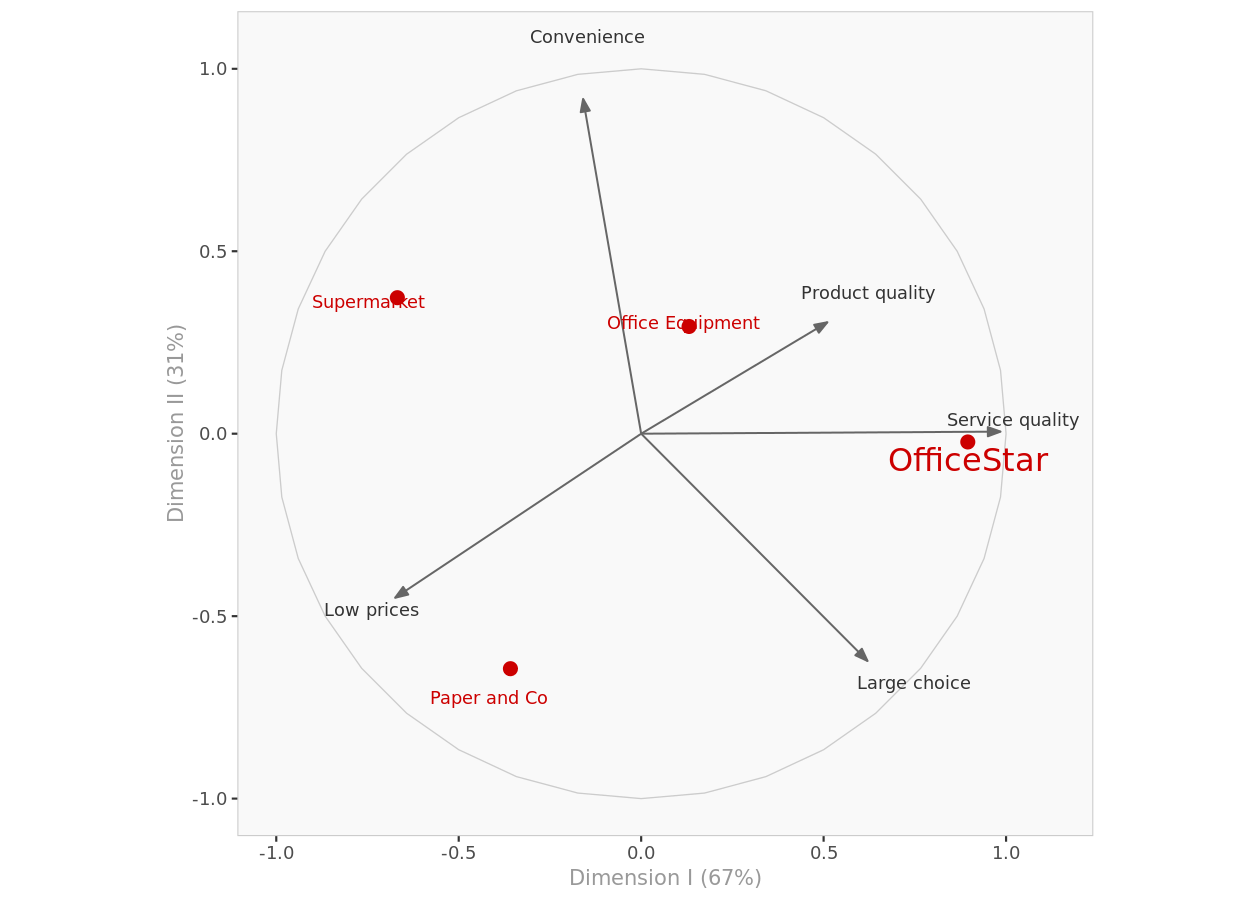 Convenience
1.0
0.5
Product quality
Supermarket
Office Equipment
Service quality
0.0
OfficeStar
Dimension II (31%)
-0.5
Low prices
Large choice
Paper and Co
-1.0
-1.0 -0.5 0.0 0.5 1.0
Dimension I (67%)